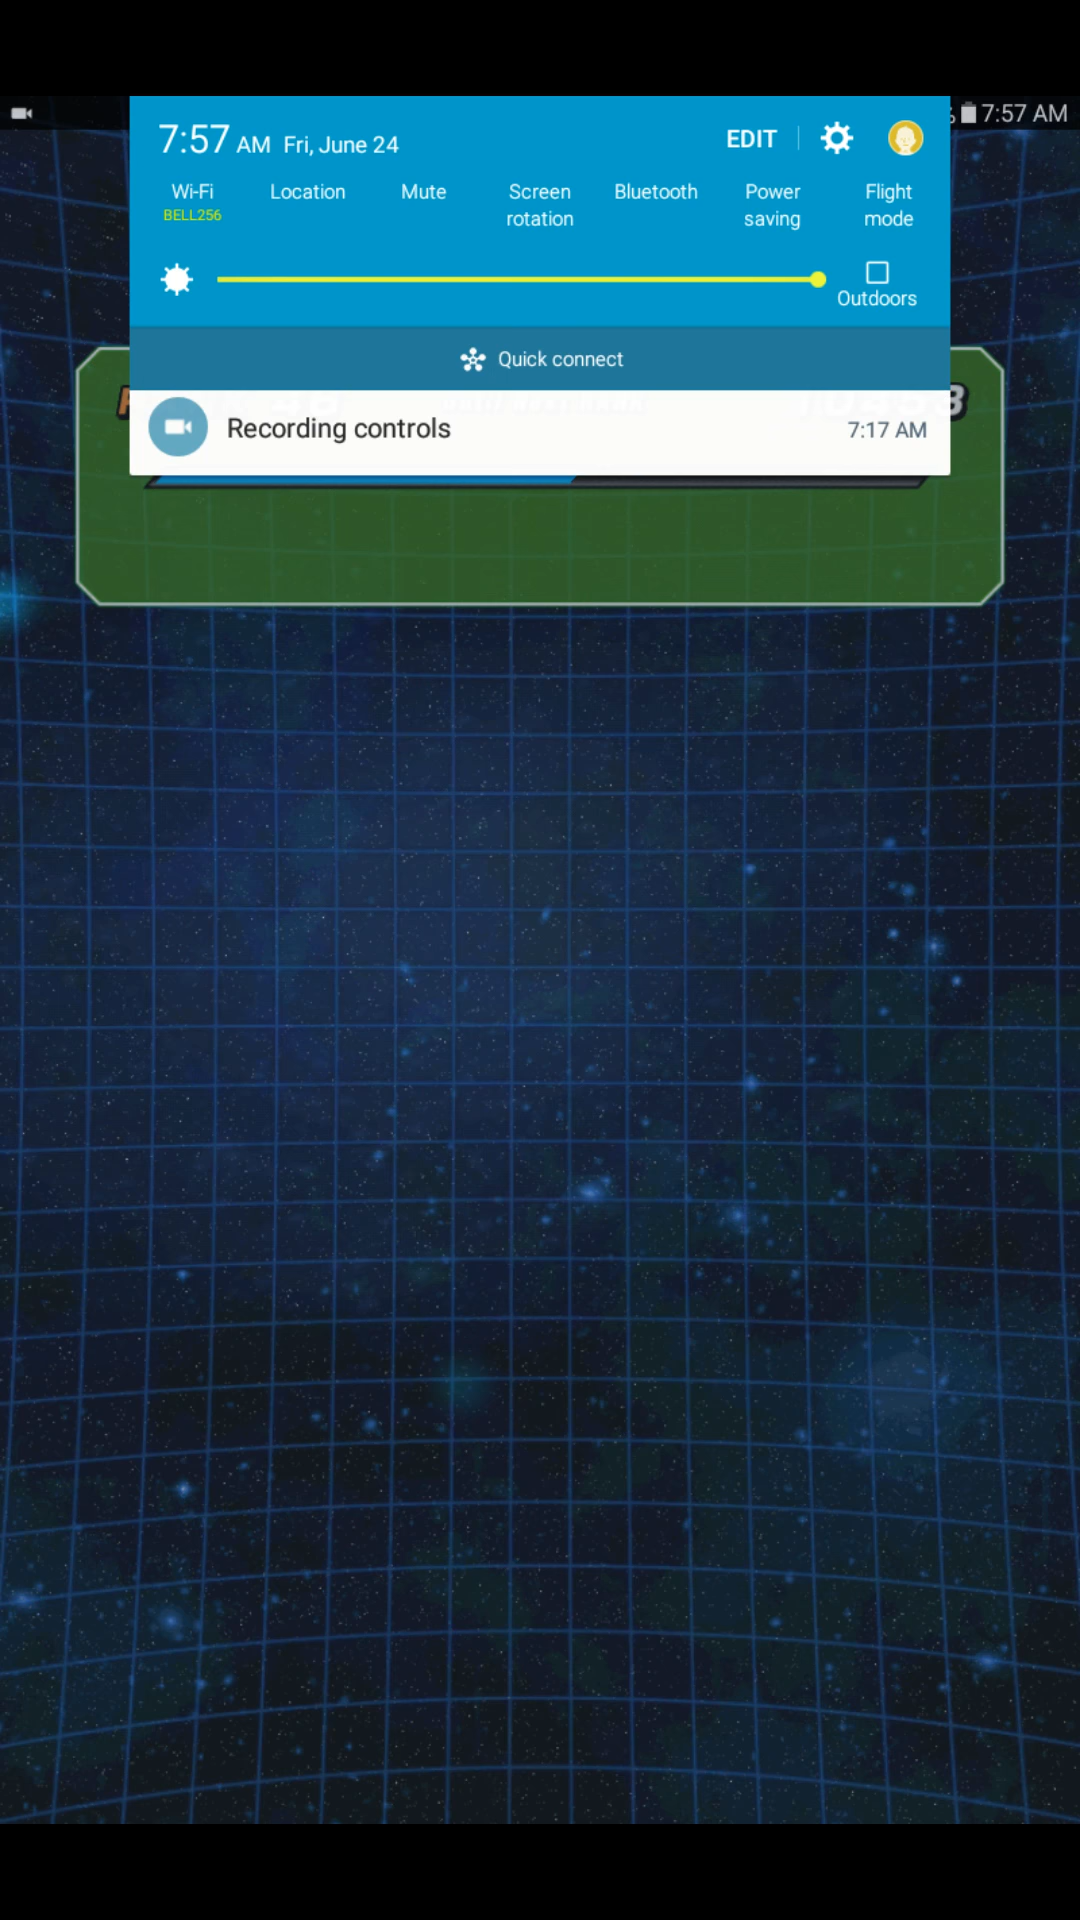 7:57 AM
7:57 AM Fri, June 24
EDIT
Wi-Fi
BELL256
Location
Mute
Screen
rotation
Bluetooth
Power
saving
Flight
mode
Outdoors
Quick connect
Recording controls
7:17 AM